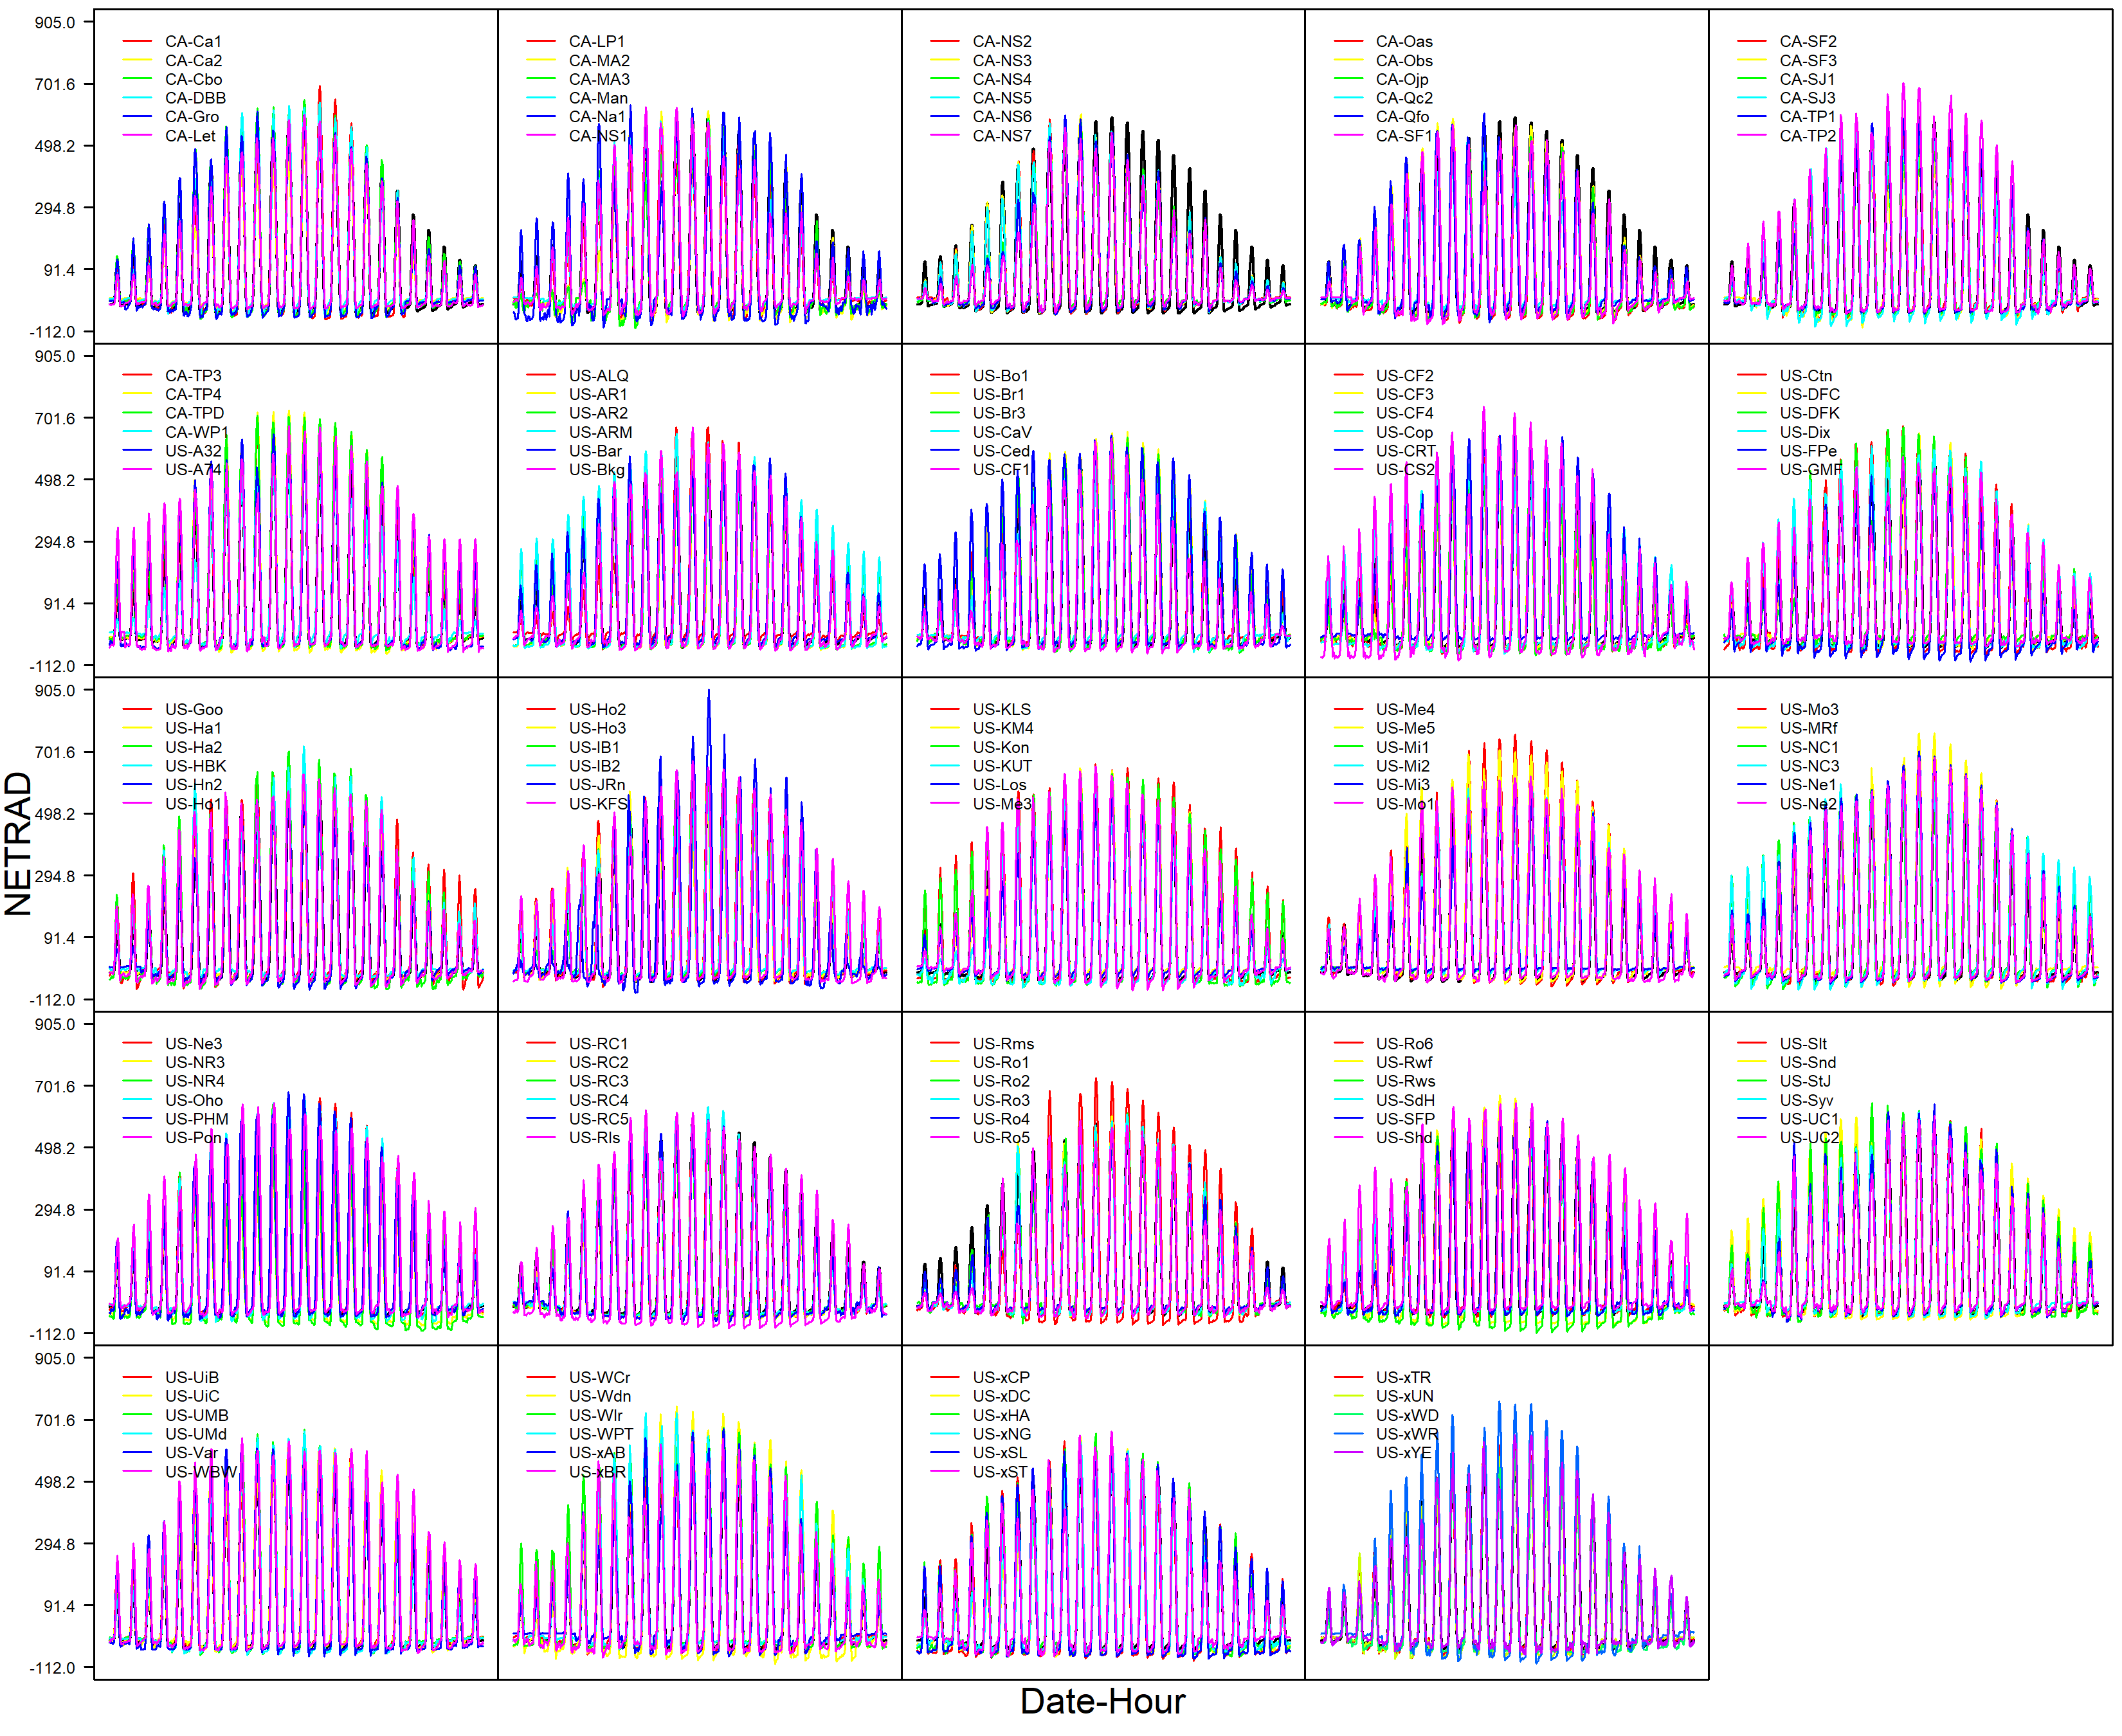 905.0
701.6
498.2
294.8
91.4
-112.0
CA-Ca1
CA-Ca2
CA-Cbo
CA-DBB
CA-Gro
CA-Let
CA-LP1
CA-MA2
CA-MA3
CA-Man
CA-Na1
CA-NS1
CA-NS2
CA-NS3
CA-NS4
CA-NS5
CA-NS6
CA-NS7
CA-Oas
CA-Obs
CA-Ojp
CA-Qc2
CA-Qfo
CA-SF1
CA-SF2
CA-SF3
CA-SJ1
CA-SJ3
CA-TP1
CA-TP2
905.0
701.6
498.2
294.8
91.4
-112.0
CA-TP3
CA-TP4
CA-TPD
CA-WP1
US-A32
US-A74
US-ALQ
US-AR1
US-AR2
US-ARM
US-Bar
US-Bkg
US-Bo1
US-Br1
US-Br3
US-CaV
US-Ced
US-CF1
US-CF2
US-CF3
US-CF4
US-Cop
US-CRT
US-CS2
US-Ctn
US-DFC
US-DFK
US-Dix
US-FPe
US-GMF
905.0
701.6
498.2
294.8
91.4
-112.0
US-Goo
US-Ha1
US-Ha2
US-HBK
US-Hn2
US-Ho1
US-Ho2
US-Ho3
US-IB1
US-IB2
US-JRn
US-KFS
US-KLS
US-KM4
US-Kon
US-KUT
US-Los
US-Me3
US-Me4
US-Me5
US-Mi1
US-Mi2
US-Mi3
US-Mo1
US-Mo3
US-MRf
US-NC1
US-NC3
US-Ne1
US-Ne2
905.0
701.6
498.2
294.8
91.4
-112.0
US-Ne3
US-NR3
US-NR4
US-Oho
US-PHM
US-Pon
US-RC1
US-RC2
US-RC3
US-RC4
US-RC5
US-Rls
US-Rms
US-Ro1
US-Ro2
US-Ro3
US-Ro4
US-Ro5
US-Ro6
US-Rwf
US-Rws
US-SdH
US-SFP
US-Shd
US-Slt
US-Snd
US-StJ
US-Syv
US-UC1
US-UC2
905.0
701.6
498.2
294.8
91.4
-112.0
US-UiB
US-UiC
US-UMB
US-UMd
US-Var
US-WBW
US-WCr
US-Wdn
US-Wlr
US-WPT
US-xAB
US-xBR
US-xCP
US-xDC
US-xHA
US-xNG
US-xSL
US-xST
US-xTR
US-xUN
US-xWD
US-xWR
US-xYE
NETRAD
Date-Hour